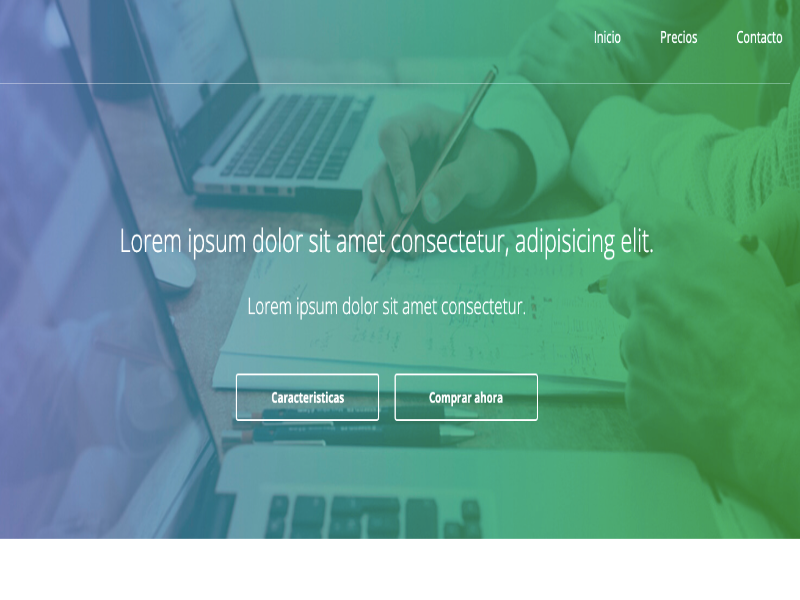 Inicio Precios Contacto
Lorem ipsum dolor sit amet consectetur, adipisicing elit.
Lorem ipsum dolor sit amet consectetur.
Caracteristicas Comprar ahora